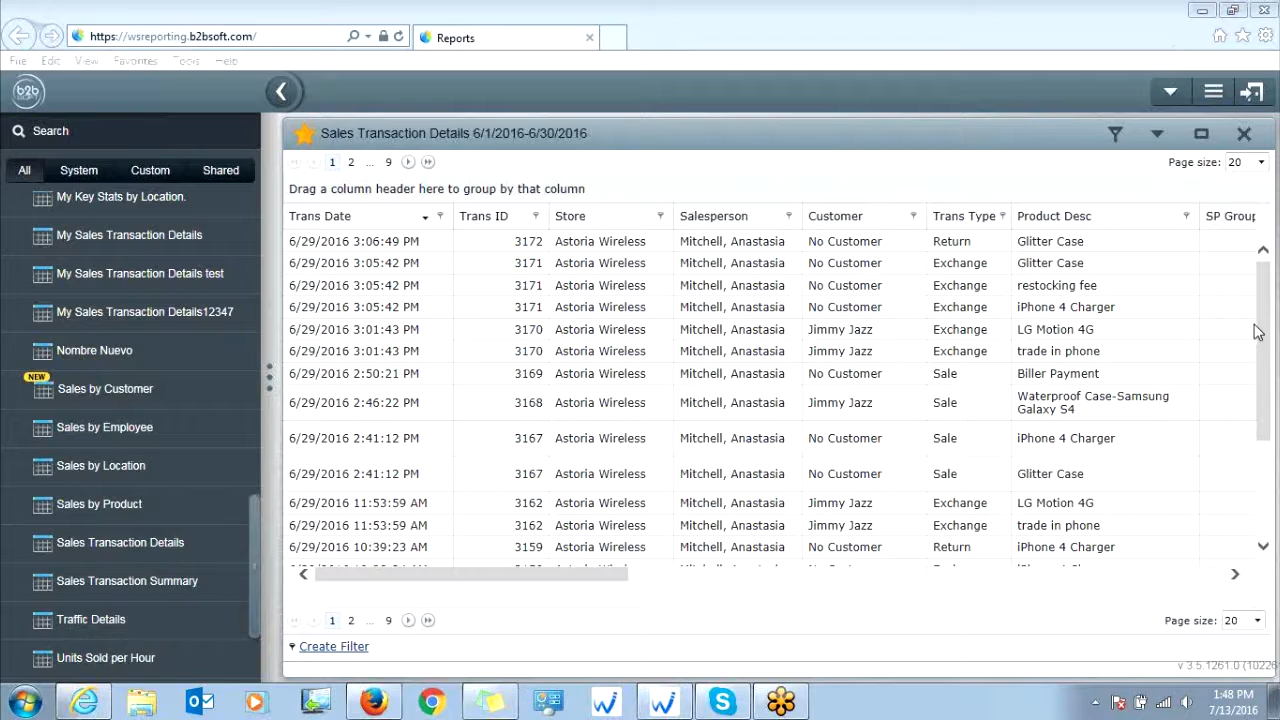 https://wsreporting.b2bsoft.com/
Reports
File Edit View Favorites Tools Help
b2b
SOFT
Search
All System Custom Shared
My Key Stats by Location.
My Sales Transaction Details
My Sales Transaction Details test
My Sales Transaction Details12347
Nombre Nuevo
NEW
Sales by Customer
Sales by Employee
Sales by Location
Sales by Product
Sales Transaction Details
Sales Transaction Summary
Traffic Details
Units Sold per Hour
Sales Transaction Details 6/1/2016-6/30/2016
1 2 ... 9 Page size: 20
Drag a column header here to group by that column
Trans Date Trans ID Store Salesperson Customer Trans Type Product Desc SP Group
6/29/2016 3:06:49 PM 3172 Astoria Wireless Mitchell, Anastasia No Customer Return Glitter Case
6/29/2016 3:05:42 PM 3171 Astoria Wireless Mitchell, Anastasia No Customer Exchange Glitter Case
6/29/2016 3:05:42 PM 3171 Astoria Wireless Mitchell, Anastasia No Customer Exchange restocking fee
6/29/2016 3:05:42 PM 3171 Astoria Wireless Mitchell, Anastasia No Customer Exchange iPhone 4 Charger
6/29/2016 3:01:43 PM 3170 Astoria Wireless Mitchell, Anastasia Jimmy Jazz Exchange LG Motion 4G
6/29/2016 3:01:43 PM 3170 Astoria Wireless Mitchell, Anastasia Jimmy Jazz Exchange trade in phone
6/29/2016 2:50:21 PM 3169 Astoria Wireless Mitchell, Anastasia No Customer Sale Biller Payment
6/29/2016 2:46:22 PM 3168 Astoria Wireless Mitchell, Anastasia Jimmy Jazz Sale Waterproof Case-Samsung
Galaxy S4
6/29/2016 2:41:12 PM 3167 Astoria Wireless Mitchell, Anastasia No Customer Sale iPhone 4 Charger
6/29/2016 2:41:12 PM 3167 Astoria Wireless Mitchell, Anastasia No Customer Sale Glitter Case
6/29/2016 11:53:59 AM 3162 Astoria Wireless Mitchell, Anastasia Jimmy Jazz Exchange LG Motion 4G
6/29/2016 11:53:59 AM 3162 Astoria Wireless Mitchell, Anastasia Jimmy Jazz Exchange trade in phone
6/29/2016 10:39:23 AM 3159 Astoria Wireless Mitchell, Anastasia No Customer Return iPhone 4 Charger
1 2 ... 9 Page size: 20
Create Filter
v 3.5.1261.0 (10226
1:48 PM
7/13/2016